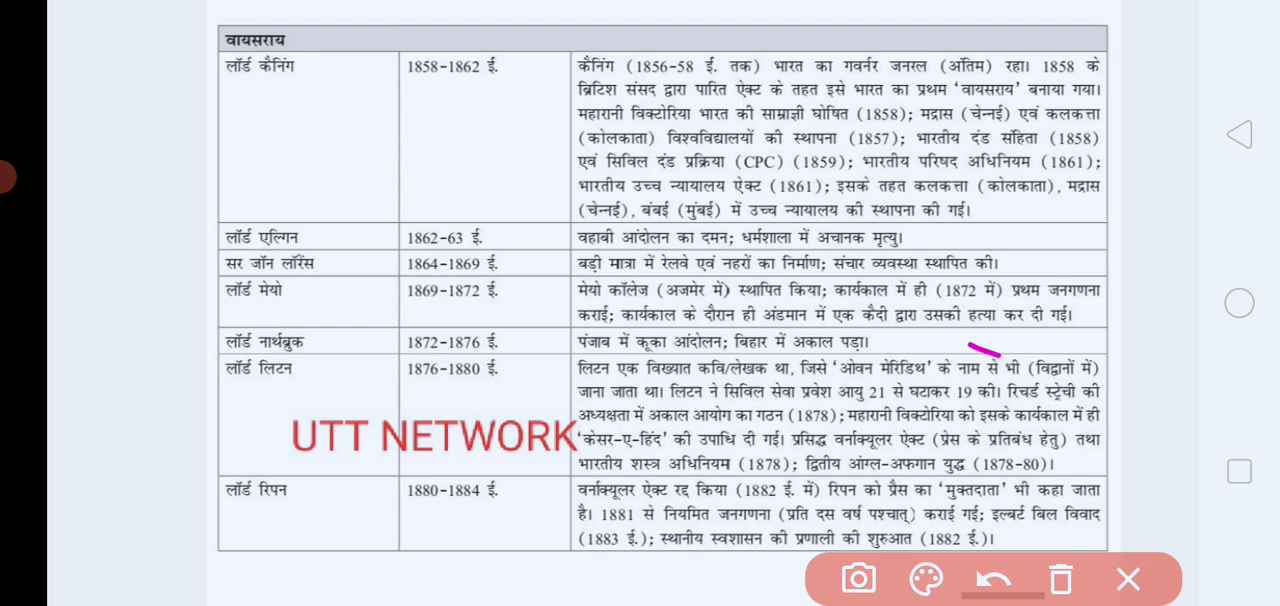 वायसराय
लॉर्ड कैनिंग 1858-1862 ई. कैनिंग (1856-58 ई. तक) भारत का गवर्नर जनरल (अंतिम) रहा। 1858 के
ब्रिटिश संसद द्वारा पारित ऐक्ट के तहत इसे भारत का प्रथम ‘वायसराय’ बनाया गया।
महारानी विक्टोरिया भारत की साम्राज्ञी घोषित (1858); मद्रास (चेन्नई) एवं कलकत्ता
(कोलकाता) विश्वविद्यालयों की स्थापना (1857); भारतीय दंड संहिता (1858)
एवं सिविल दंड प्रक्रिया (CPC) (1859); भारतीय परिषद अधिनियम (1861);
भारतीय उच्च न्यायालय ऐक्ट (1861); इसके तहत कलकत्ता (कोलकाता), मद्रास
(चेन्नई), बंबई (मुंबई) में उच्च न्यायालय की स्थापना की गई।
लॉर्ड एल्गिन 1862-63 ई. वहाबी आंदोलन का दमन; धर्मशाला में अचानक मृत्यु।
सर जॉन लॉरेंस 1864-1869 ई. बड़ी मात्रा में रेलवे एवं नहरों का निर्माण; संचार व्यवस्था स्थापित की।
लॉर्ड मेयो 1869-1872 ई. मेयो कॉलेज (अजमेर में) स्थापित किया; कार्यकाल में ही (1872 में) प्रथम जनगणना
कराई; कार्यकाल के दौरान ही अंडमान में एक कैदी द्वारा उसकी हत्या कर दी गई।
लॉर्ड नार्थब्रुक 1872-1876 ई. पंजाब में कूका आंदोलन; बिहार में अकाल पड़ा।
लॉर्ड लिटन 1876-1880 ई. लिटन एक विख्यात कवि/लेखक था, जिसे ‘ओवन मेरिडिथ’ के नाम से भी (विद्वानों में)
जाना जाता था। लिटन ने सिविल सेवा प्रवेश आयु 21 से घटाकर 19 की। रिचर्ड स्ट्रेची की
अध्यक्षता में अकाल आयोग का गठन (1878); महारानी विक्टोरिया को इसके कार्यकाल में ही
UTT NETWORK ‘केसर-ए-हिंद’ की उपाधि दी गई। प्रसिद्ध वर्नाक्यूलर ऐक्ट (प्रेस के प्रतिबंध हेतु) तथा
भारतीय शस्त्र अधिनियम (1878); द्वितीय आंग्ल-अफगान युद्ध (1878-80)।
लॉर्ड रिपन 1880-1884 ई. वर्नाक्यूलर ऐक्ट रद्द किया (1882 ई. में) रिपन को प्रैस का ‘मुक्तदाता’ भी कहा जाता
है। 1881 से नियमित जनगणना (प्रति दस वर्ष पश्चात्) कराई गई; इल्बर्ट बिल विवाद
(1883 ई.); स्थानीय स्वशासन की प्रणाली की शुरुआत (1882 ई.)।